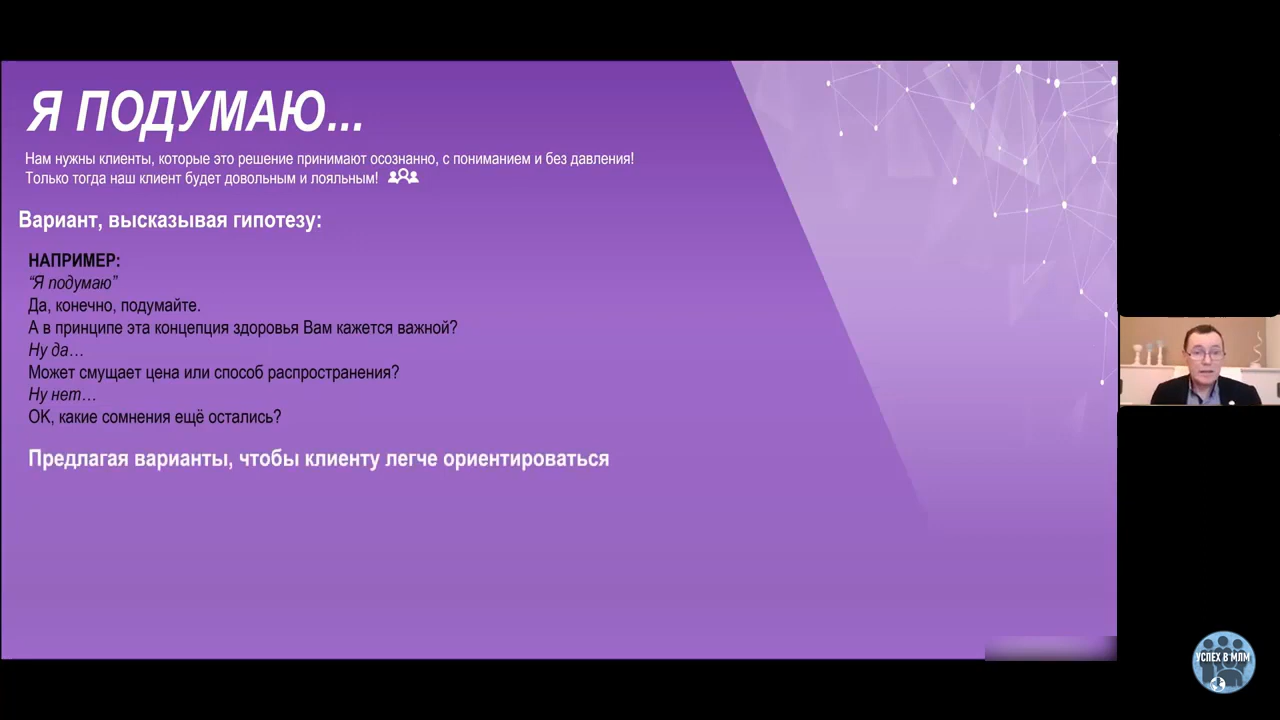 Я ПОДУМАЮ...
Нам нужны клиенты, которые это решение принимают осознанно, с пониманием и без давления!
Только тогда наш клиент будет довольным и лояльным!
Вариант, высказывая гипотезу:
НАПРИМЕР:
“Я подумаю”
Да, конечно, подумайте.
А в принципе эта концепция здоровья Вам кажется важной?
Ну да…
Может смущает цена или способ распространения?
Ну нет…
ОК, какие сомнения ещё остались?
Предлагая варианты, чтобы клиенту легче ориентироваться
УСПЕХ В МЛМ